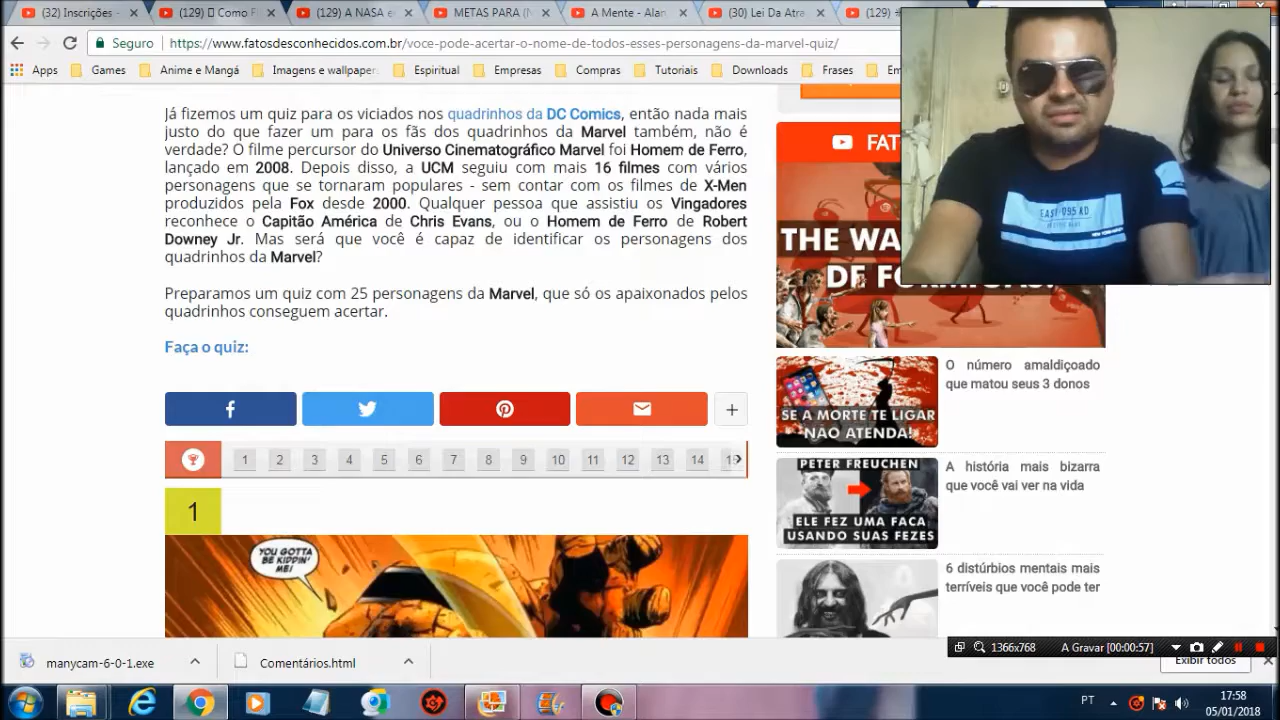 (32) Inscrições
(129)
Como F
(129) A NASA e
METAS PARA
A Mente - Alar
(30) Lei Da Atra
(129)
Seguro
https://www.fatosdesconhecidos.com.br/voce-pode-acertar-o-nome-de-todos-esses-personagens-da-marvel-quiz/
Apps
Games
Anime e Mangá
Imagens e wallpaper
Espiritual
Empresas
Compras
Tutoriais
Downloads
Frases
Já fizemos um quiz para os viciados nos quadrinhos da DC Comics, então nada mais
justo do que fazer um para os fãs dos quadrinhos da Marvel também, não é
verdade? O filme percursor do Universo Cinematográfico Marvel foi Homem de Ferro,
lançado em 2008. Depois disso, a UCM seguiu com mais 16 filmes com vários
personagens que se tornaram populares - sem contar com os filmes de X-Men
produzidos pela Fox desde 2000. Qualquer pessoa que assistiu os Vingadores
reconhece o Capitão América de Chris Evans, ou o Homem de Ferro de Robert
Downey Jr. Mas será que você é capaz de identificar os personagens dos
quadrinhos da Marvel?
Preparamos um quiz com 25 personagens da Marvel, que só os apaixonados pelos
quadrinhos conseguem acertar.
Faça o quiz:
1 2 3 4 5 6 7 8 9 10 11 12 13 14
1
YOU GOTTA
BE KIDDIN'
ME!
FAT
THE WA
DE FORMIGAS!
EAST-095 RD
O número amaldiçoado
que matou seus 3 donos
SE A MORTE TE LIGAR
NÃO ATENDA!
PETER FREUCHEN
ELE FEZ UMA FACA
USANDO SUAS FEZES
A história mais bizarra
que você vai ver na vida
6 distúrbios mentais mais
terríveis que você pode ter
1366x768
A Gravar [00:00:57]
manycam-6-0-1.exe
Comentários.html
Exibir todos
PT
17:58
05/01/2018